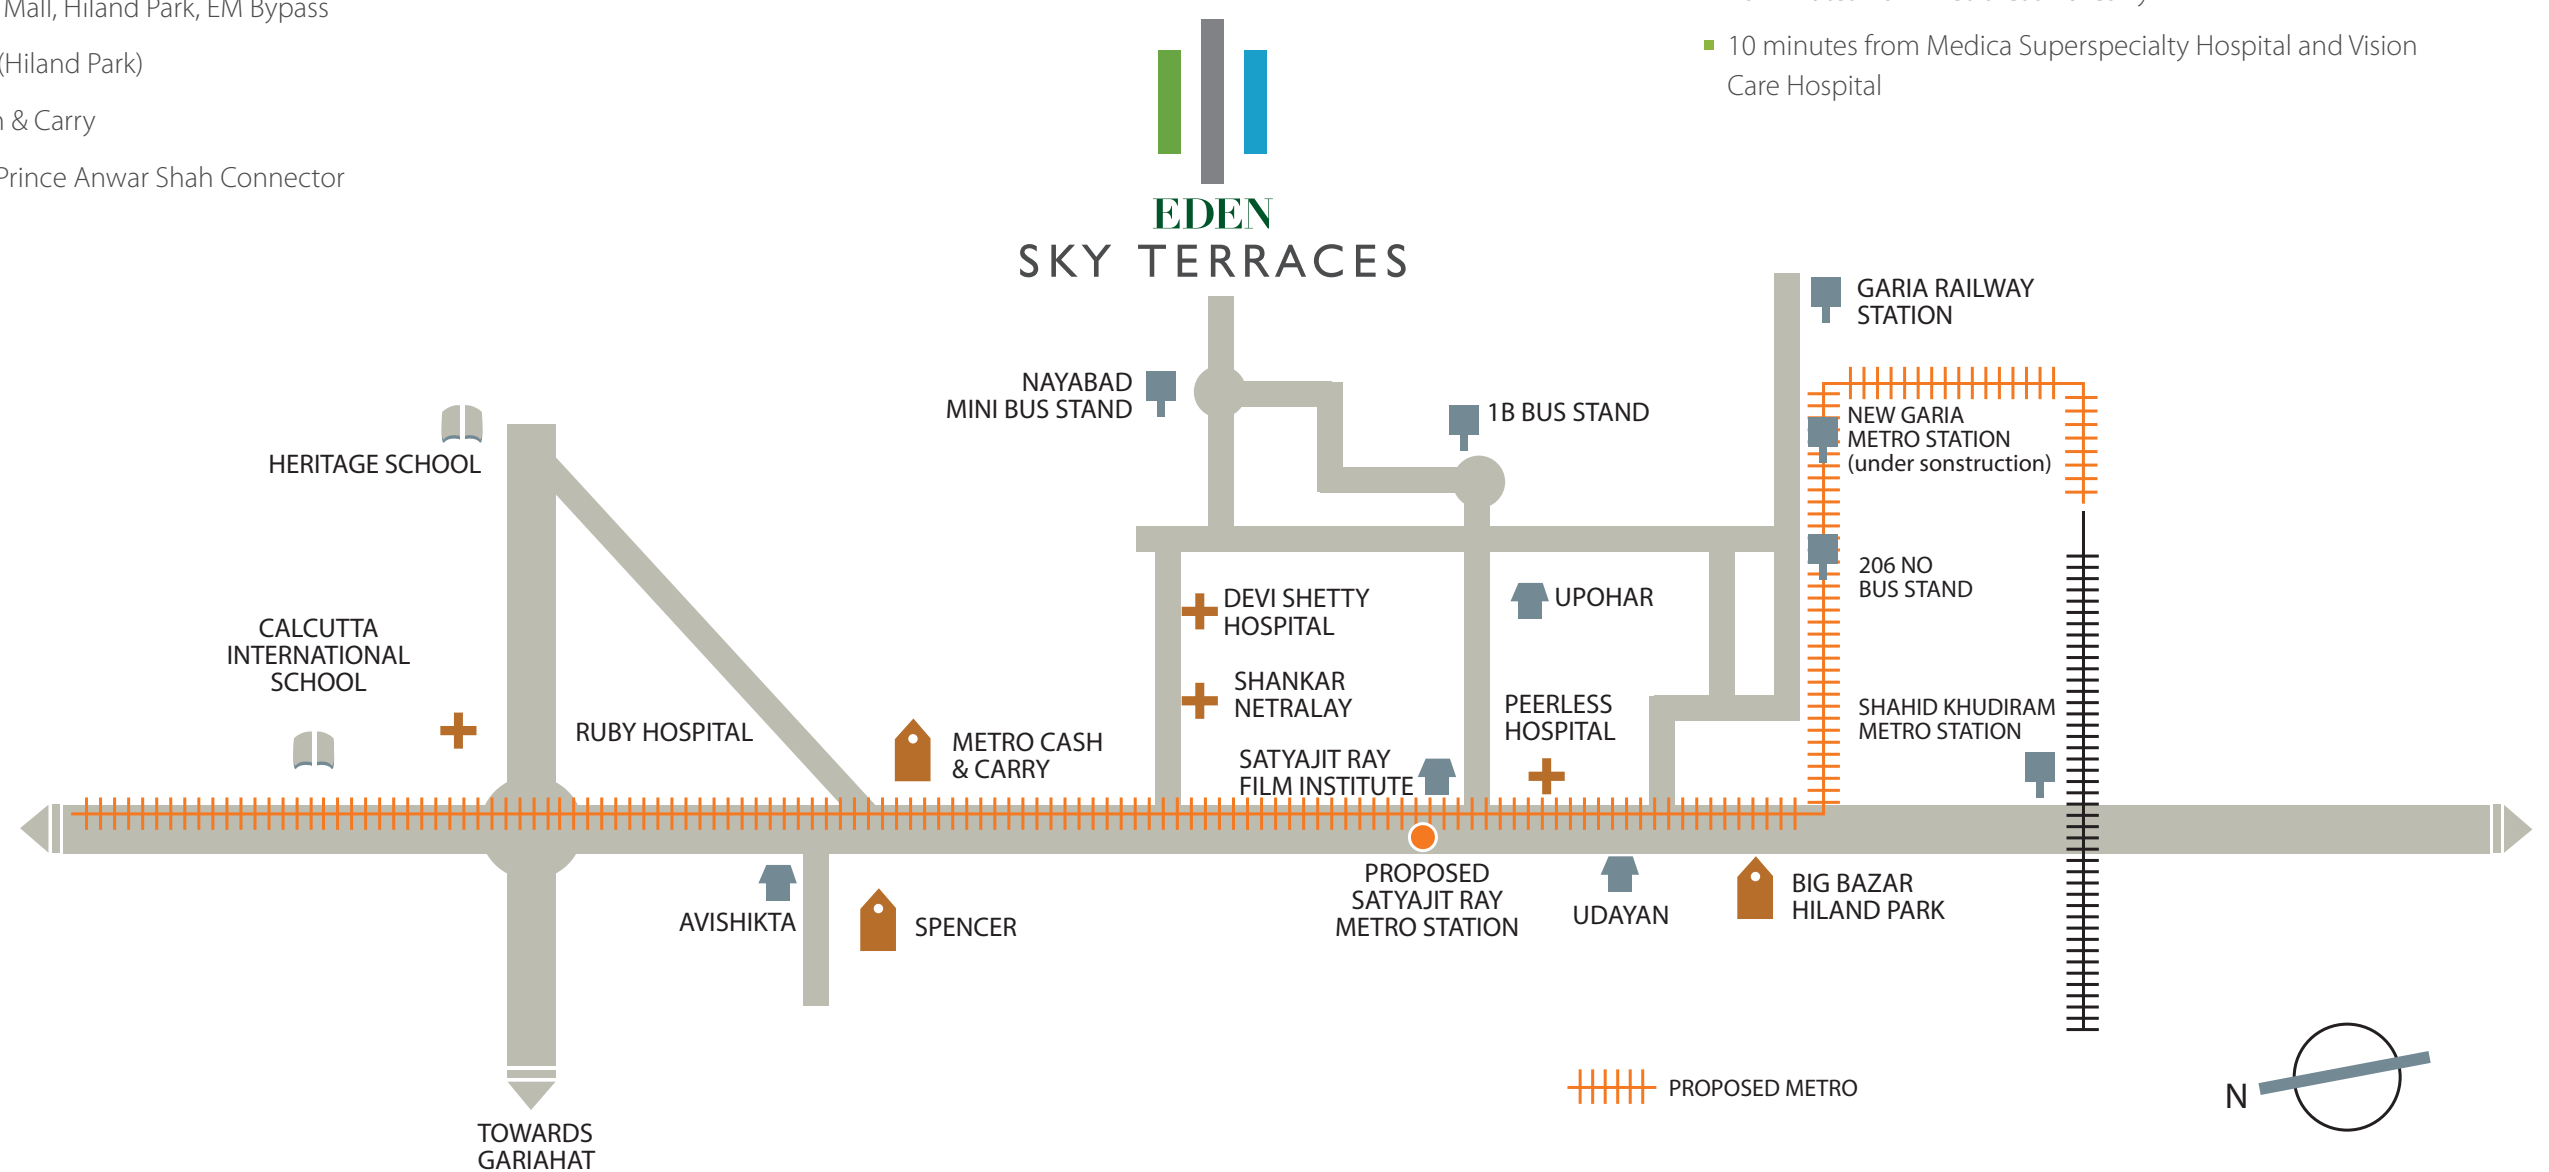 Mall, Hiland Park, EM Bypass
(Hiland Park)
& Carry
Prince Anwar Shah Connector
10 minutes from Medica Superspecialty Hospital and Vision
Care Hospital
EDEN
SKY TERRACES
GARIA RAILWAY
STATION
NAYABAD
MINI BUS STAND
1B BUS STAND
NEW GARIA
METRO STATION
(under sonstruction)
HERITAGE SCHOOL
206 NO
BUS STAND
DEVI SHETTY
HOSPITAL
UPOHAR
CALCUTTA
INTERNATIONAL
SCHOOL
SHANKAR
NETRALAY
PEERLESS
HOSPITAL
SHAHID KHUDIRAM
METRO STATION
RUBY HOSPITAL
METRO CASH
& CARRY
SATYAJIT RAY
FILM INSTITUTE
AVISHIKTA
SPENCER
PROPOSED
SATYAJIT RAY
METRO STATION
UDAYAN
BIG BAZAR
HILAND PARK
PROPOSED METRO
N
TOWARDS
GARIAHAT